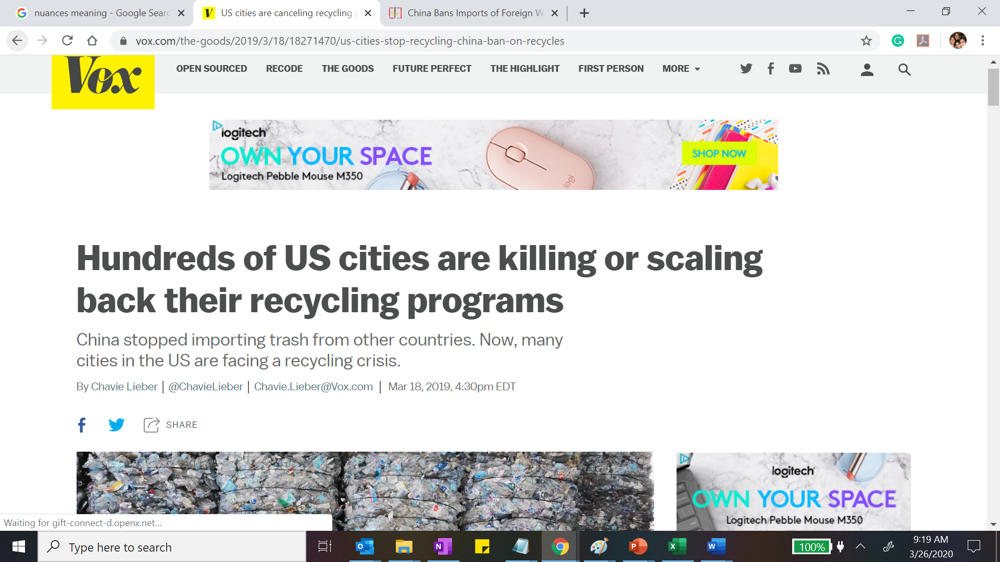 nuances meaning - Google Searc
US cities are canceling recycling
China Bans Imports of Foreign W
vox.com/the-goods/2019/3/18/18271470/us-cities-stop-recycling-china-ban-on-recycles
Vox
OPEN SOURCED RECODE THE GOODS FUTURE PERFECT THE HIGHLIGHT FIRST PERSON MORE
logitech
OWN YOUR SPACE
Logitech Pebble Mouse M350
logi
SHOP NOW
Hundreds of US cities are killing or scaling
back their recycling programs
China stopped importing trash from other countries. Now, many
cities in the US are facing a recycling crisis.
By Chavie Lieber | @ChavieLieber | Chavie.Lieber@Vox.com | Mar 18, 2019, 4:30pm EDT
SHARE
logitech
OWN YOUR SPACE
Logitech Pebble Mouse M350
Waiting for gift-connect-d.openx.net...
Type here to search
100%
9:19 AM
3/26/2020